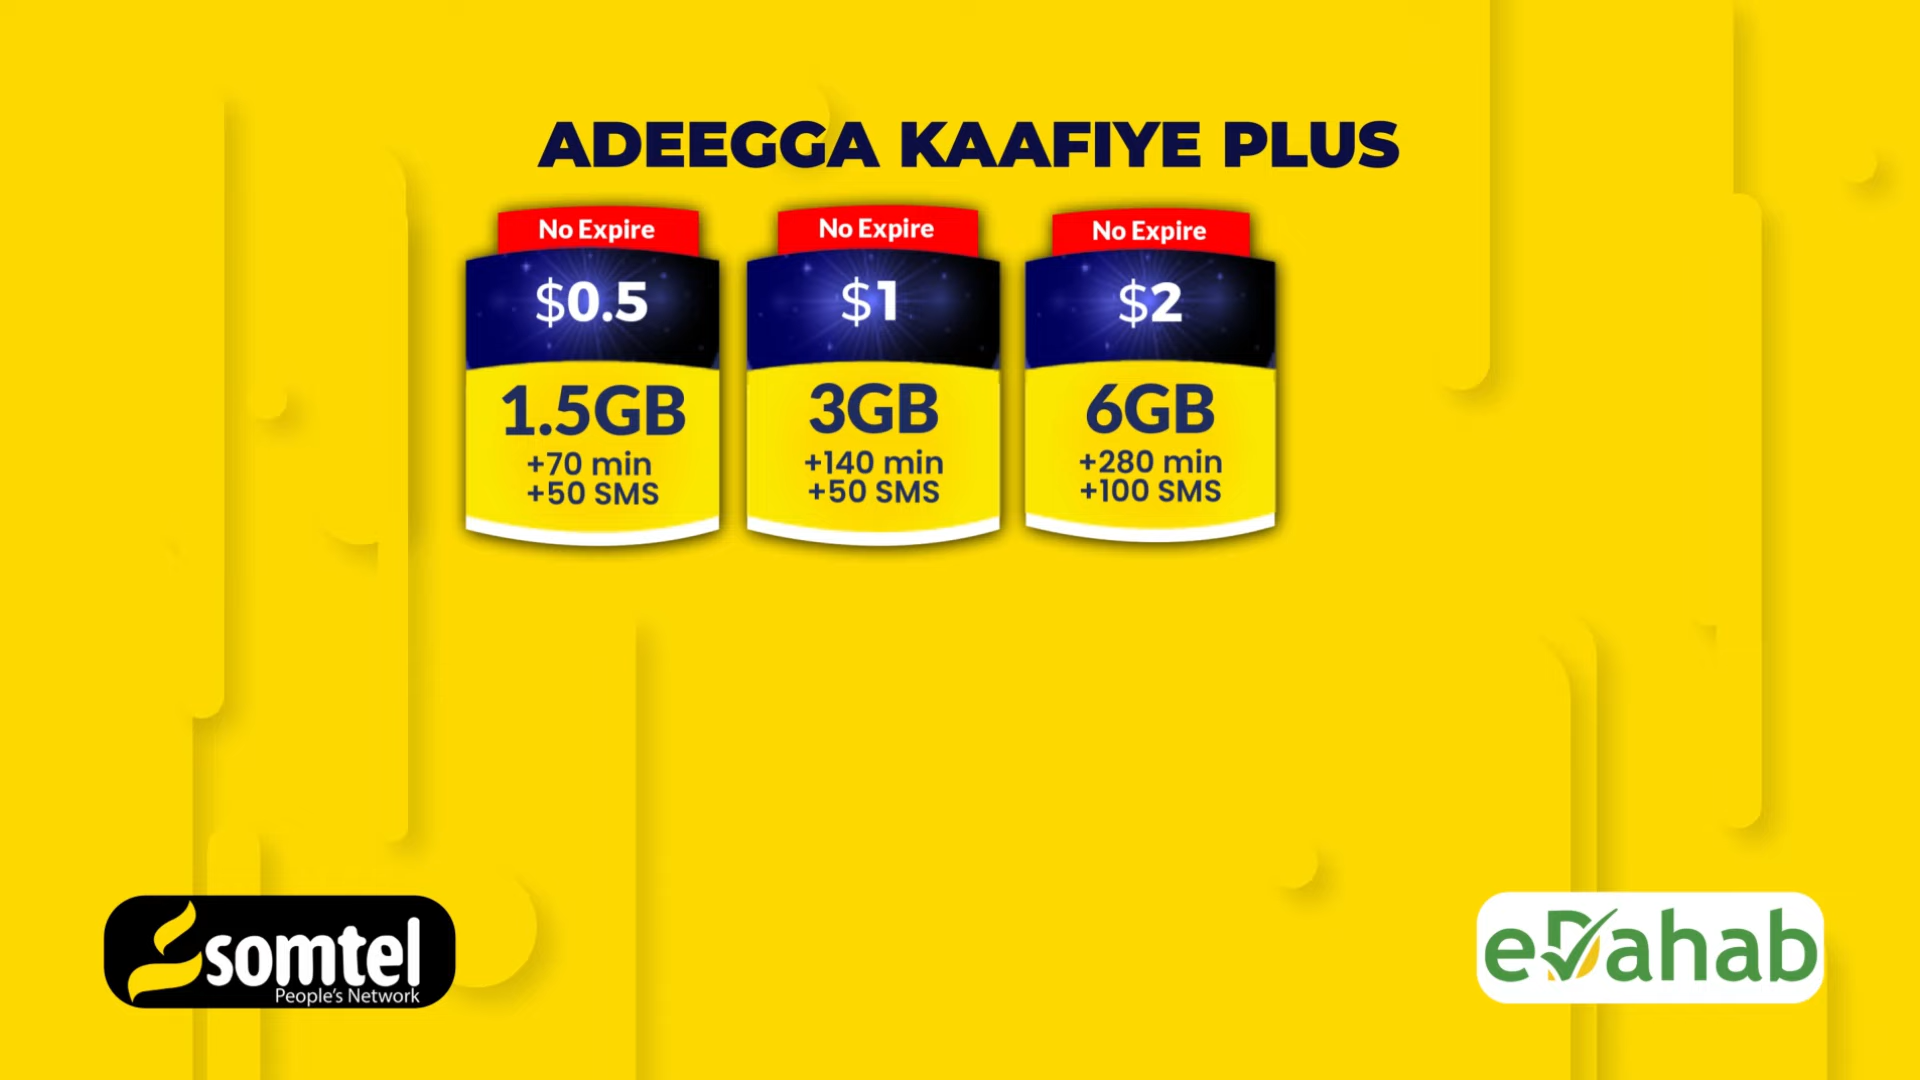 ADEEGGA KAAFIYE PLUS
No Expire
$0.5
1.5GB
+70 min
+50 SMS
No Expire
$1
3GB
+140 min
+50 SMS
No Expire
$2
6GB
+280 min
+100 SMS
somtel
People's Network
eDahab